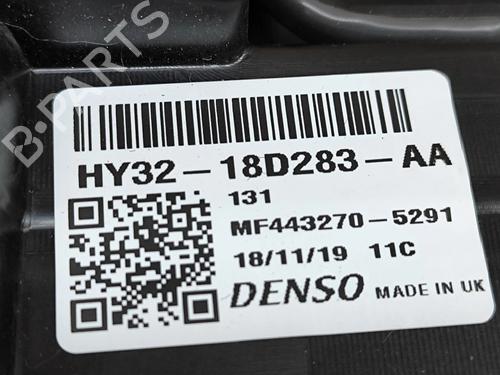 B-PARTS
HY32-18D283-AA
131
MF443270-5291
18/11/19 11C
DENSO MADE IN UK